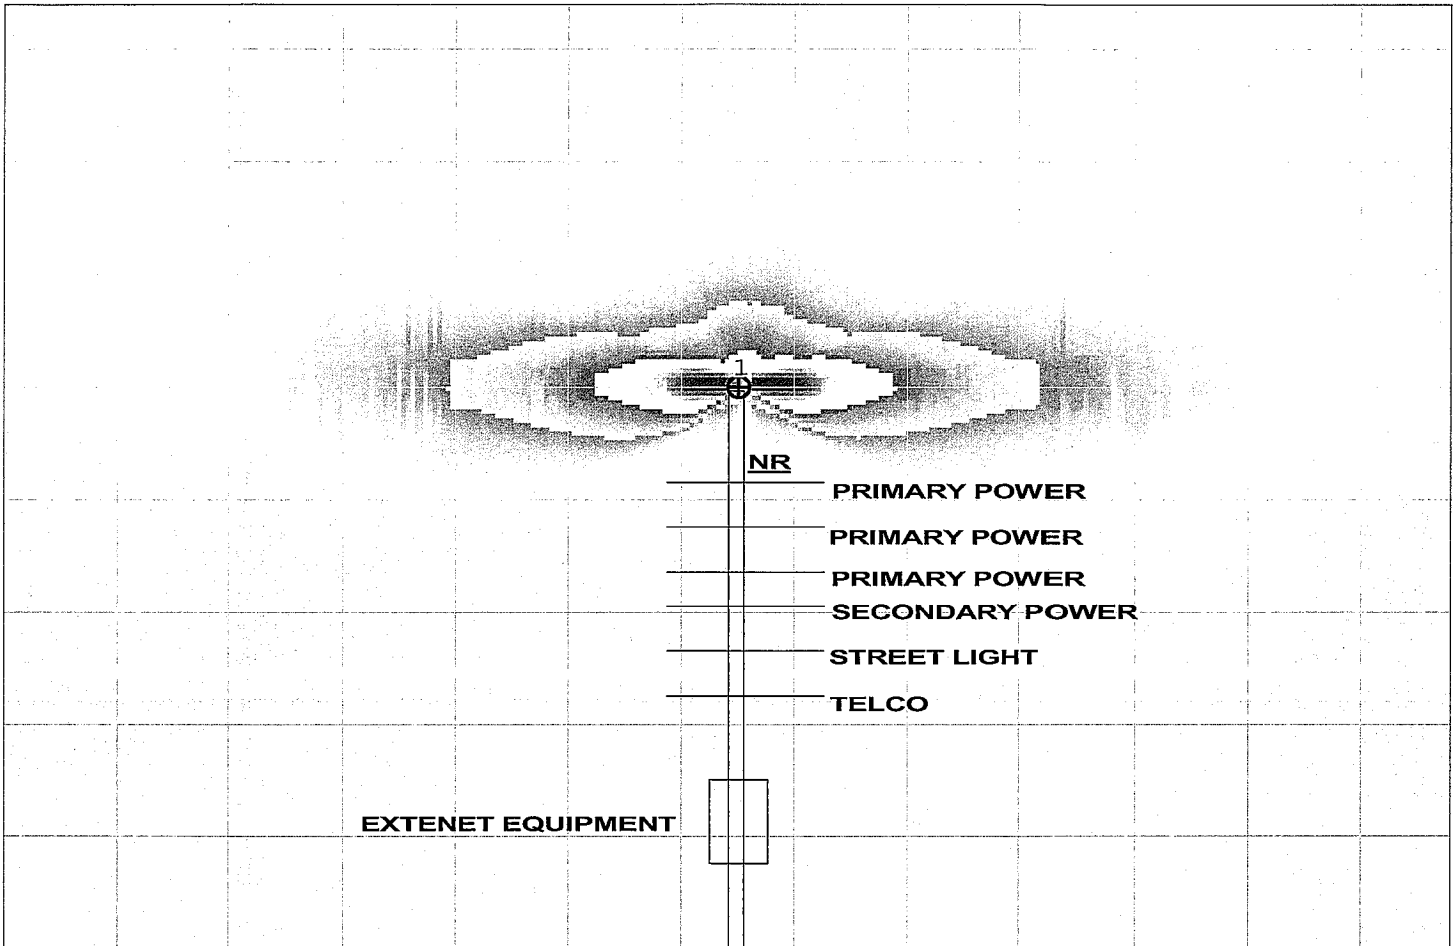 1
NR
PRIMARY POWER
PRIMARY POWER
PRIMARY POWER
SECONDARY POWER
STREET LIGHT
TELCO
EXTENET EQUIPMENT